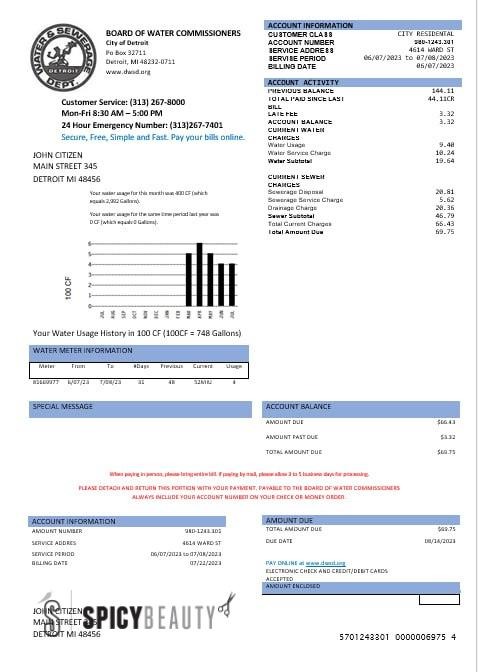 WATER & SEWERAGE
DETROIT
DEPT.
BOARD OF WATER COMMISSIONERS
City of Detroit
Po Box 32711
Detroit, MI 48232-0711
www.dwsd.org
Customer Service: (313) 267-8000
Mon-Fri 8:30 AM – 5:00 PM
24 Hour Emergency Number: (313)267-7401
Secure, Free, Simple and Fast. Pay your bills online.
JOHN CITIZEN
MAIN STREET 345
DETROIT MI 48456
ACCOUNT INFORMATION
CUSTOMER CLASS CITY RESIDENTAL
ACCOUNT NUMBER 980-1243.301
SERVICE ADDRESS 4614 WARD ST
SERVISE PERIOD 06/07/2023 to 07/08/2023
BILLING DATE 06/07/2023
ACCOUNT ACTIVITY
PREVIOUS BALANCE 144.11
TOTAL PAID SINCE LAST BILL 44.11CR
LATE FEE 3.32
ACCOUNT BALANCE 3.32
CURRENT WATER
CHARGES
Water Usage 9.40
Water Service Charge 10.24
Water Subtotal 19.64
CURRENT SEWER
CHARGES
Sewerage Disposal 20.81
Sewerage Service Charge 5.62
Drainage Charge 20.36
Sewer Subtotal 46.79
Total Current Charges 66.43
Total Amount Due 69.75
Your water usage for this month was 400 CF (which
equals 2,992 Gallons).
Your water usage for the same time period last year was
0 CF (which equals 0 Gallons).
100 CF
6
5
4
3
2
1
0
JUL AUG SEP OCT NOV DEC JAN FEB MAR APR MAY JUN JUL
Your Water Usage History in 100 CF (100CF = 748 Gallons)
WATER METER INFORMATION
Meter From To #Days Previous Current Usage
81669977 6/07/23 7/08/23 31 48 52MIU 4
SPECIAL MESSAGE
ACCOUNT BALANCE
AMOUNT DUE $66.43
AMOUNT PAST DUE $3.32
TOTAL AMOUNT DUE $69.75
When paying in person, please bring entire bill. If paying by mail, please allow 3 to 5 business days for processing.
PLEASE DETACH AND RETURN THIS PORTION WITH YOUR PAYMENT, PAYABLE TO THE BOARD OF WATER COMMISSIONERS
ALWAYS INCLUDE YOUR ACCOUNT NUMBER ON YOUR CHECK OR MONEY ORDER.
ACCOUNT INFORMATION
AMOUNT NUMBER 980-1243.301
SERVICE ADDRES 4614 WARD ST
SERVICE PERIOD 06/07/2023 to 07/08/2023
BILLING DATE 07/22/2023
AMOUNT DUE
TOTAL AMOUNT DUE $69.75
DUE DATE 08/14/2023
PAY ONLINE at www.dwsd.org
ELECTRONIC CHECK AND CREDIT/DEBIT CARDS
ACCEPTED
AMOUNT ENCLOSED
JOHN CITIZEN
MAIN STREET 345
DETROIT MI 48456
SPICYBEAUTY
5701243301 0000006975 4